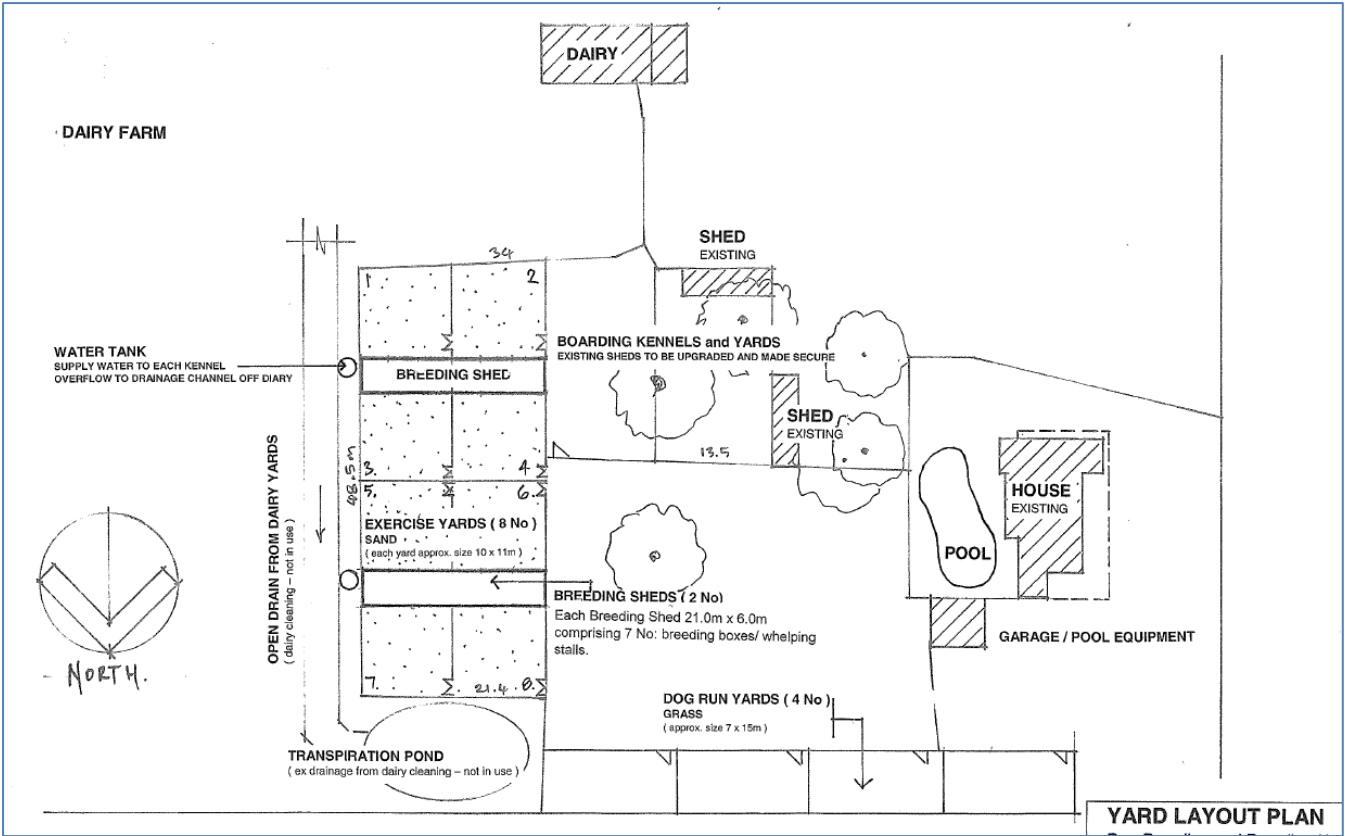 DAIRY
DAIRY FARM
SHED
EXISTING
34
1
2
BOARDING KENNELS and YARDS
EXISTING SHEDS TO BE UPGRADED AND MADE SECURE
WATER TANK
SUPPLY WATER TO EACH KENNEL
OVERFLOW TO DRAINAGE CHANNEL OFF DIARY
BREEDING SHED
SHED
EXISTING
13.5
3.
4
48.5m
5.
6.
OPEN DRAIN FROM DAIRY YARDS
( dairy cleaning – not in use )
EXERCISE YARDS ( 8 No )
SAND
( each yard approx. size 10 x 11m )
HOUSE
EXISTING
POOL
BREEDING SHEDS ( 2 No)
Each Breeding Shed 21.0m x 6.0m
comprising 7 No: breeding boxes/ whelping
stalls.
GARAGE / POOL EQUIPMENT
NORTH.
7.
21.4
8.
DOG RUN YARDS ( 4 No )
GRASS
( approx. size 7 x 15m )
TRANSPIRATION POND
( ex drainage from dairy cleaning – not in use )
YARD LAYOUT PLAN